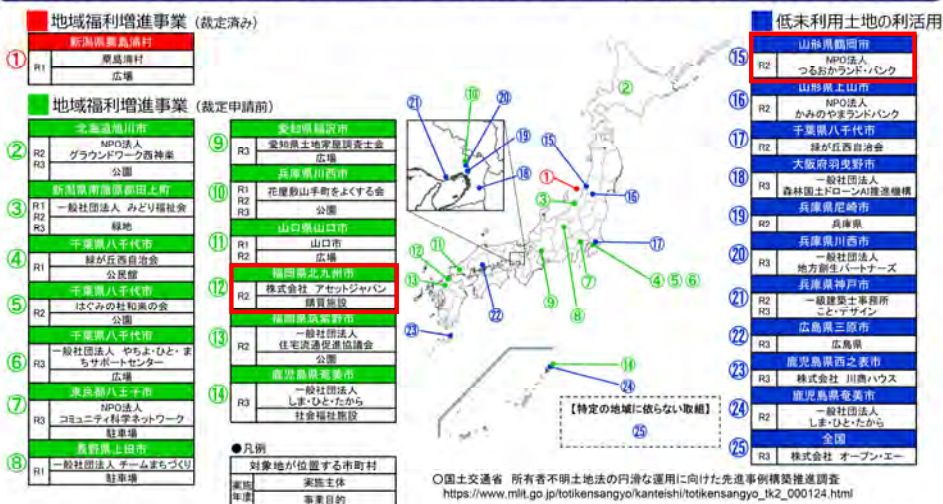 地域福利増進事業 (裁定済み)
新潟県粟島浦村
①
R1
粟島浦村
広場
地域福利増進事業 (裁定申請前)
北海道旭川市
②
R2
R3
NPO法人
グラウンドワーク西神楽
公園
新潟県南蒲原郡田上町
③
R1
R2
R3
一般社団法人 みどり福祉会
緑地
千葉県八千代市
④
R1
緑が丘西自治会
公民館
千葉県八千代市
⑤
R2
はぐみの杜和楽の会
公園
千葉県八千代市
⑥
R3
一般社団法人 やちよ・ひと・ま
ちサポートセンター
広場
東京都八王子市
⑦
R3
NPO法人
コミュニティ科学ネットワーク
駐車場
長野県上田市
⑧
R1
一般社団法人 チームまちづくり
駐車場
愛知県稲沢市
⑨
R3
愛知県土地家屋調査士会
広場
兵庫県川西市
⑩
R1
R2
R3
花屋敷山手町をよくする会
公園
山口県山口市
⑪
R1
R2
山口市
広場
福岡県北九州市
⑫
R2
株式会社 アセットジャパン
購買施設
福岡県筑紫野市
⑬
R2
一般社団法人
住宅流通促進協議会
公園
鹿児島県奄美市
⑭
R3
一般社団法人
しま・ひと・たから
社会福祉施設
●凡例
対象地が位置する市町村
実施
年度
実施主体
事業目的
㉑
⑩
⑳
⑲
⑱
②
⑮
①
③
⑯
⑰
④ ⑤ ⑥
⑦
⑧
⑨
⑪
⑫
⑬
㉒
㉓
⑭
㉔
【特定の地域に依らない取組】
㉕
低未利用土地の利活用
山形県鶴岡市
⑮
R2
NPO法人
つるおかランド・バンク
山形県上山市
⑯
R2
NPO法人
かみのやまランドバンク
千葉県八千代市
⑰
R2
緑が丘西自治会
大阪府羽曳野市
⑱
R3
一般社団法人
森林国土ドローンAI推進機構
兵庫県尼崎市
⑲
R2
兵庫県
兵庫県川西市
⑳
R3
一般社団法人
地方創生パートナーズ
兵庫県神戸市
㉑
R2
R3
一級建築士事務所
こと・デザイン
広島県三原市
㉒
R3
広島県
鹿児島県西之表市
㉓
R3
株式会社 川商ハウス
鹿児島県奄美市
㉔
R2
一般社団法人
しま・ひと・たから
全国
㉕
R3
株式会社 オープン・エー
〇国土交通省 所有者不明土地法の円滑な運用に向けた先進事例構築推進調査
https://www.mlit.go.jp/totikensangyo/kanteishi/totikensangyo_tk2_000124.html